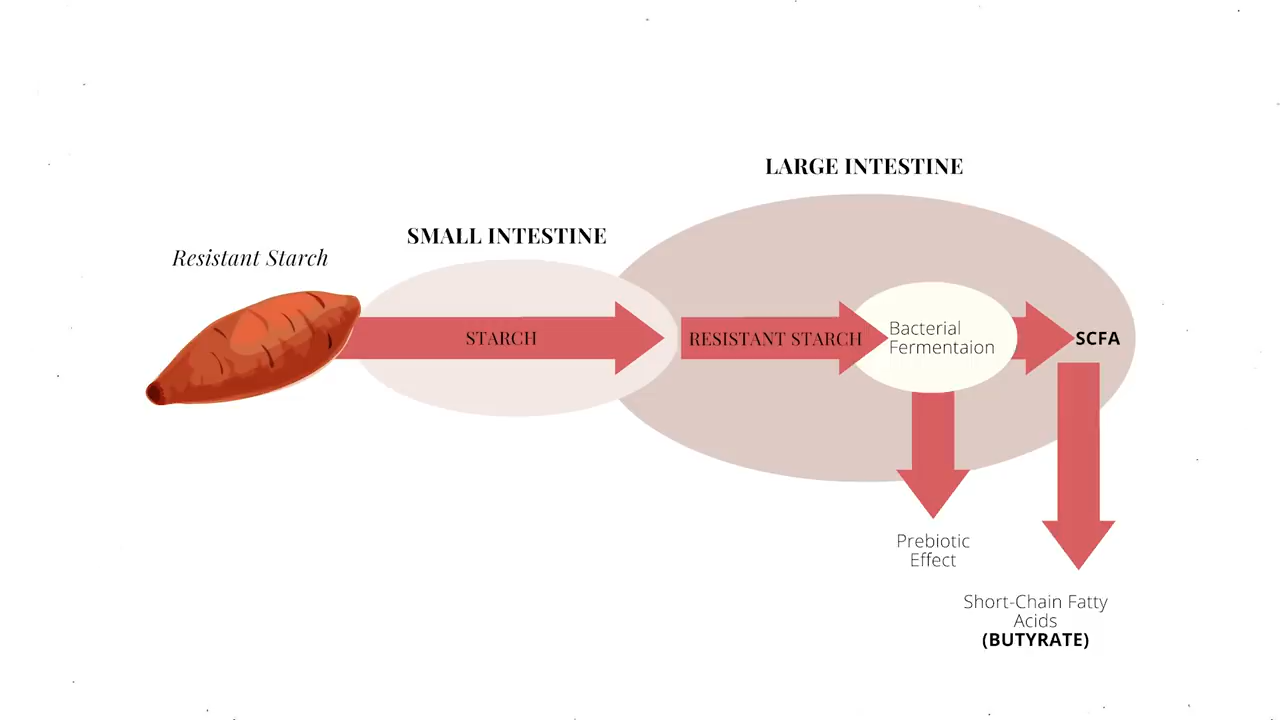 LARGE INTESTINE
SMALL INTESTINE
Resistant Starch
STARCH
RESISTANT STARCH
Bacterial
Fermentaion
SCFA
Prebiotic
Effect
Short-Chain Fatty
Acids
(BUTYRATE)